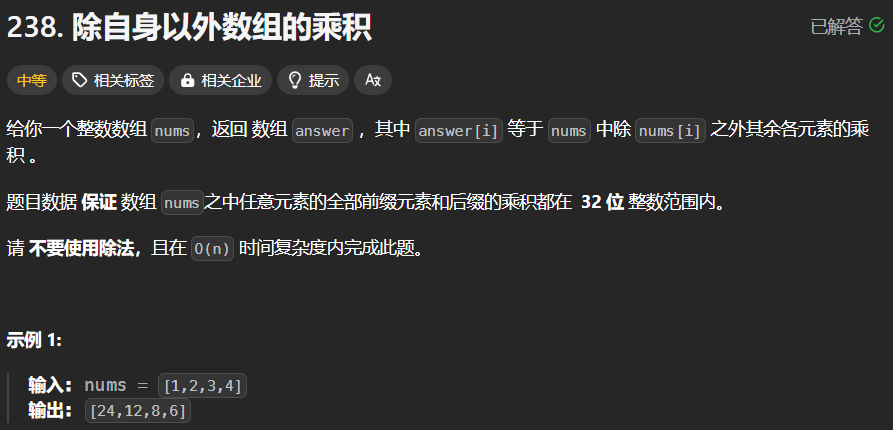 238. 除自身以外数组的乘积
已解答
中等 相关标签 相关企业 提示
给你一个整数数组 nums，返回 数组 answer ，其中 answer[i] 等于 nums 中除 nums[i] 之外其余各元素的乘
积 。
题目数据 保证 数组 nums之中任意元素的全部前缀元素和后缀的乘积都在 32 位 整数范围内。
请 不要使用除法，且在 O(n) 时间复杂度内完成此题。
示例 1:
输入: nums = [1,2,3,4]
输出: [24,12,8,6]